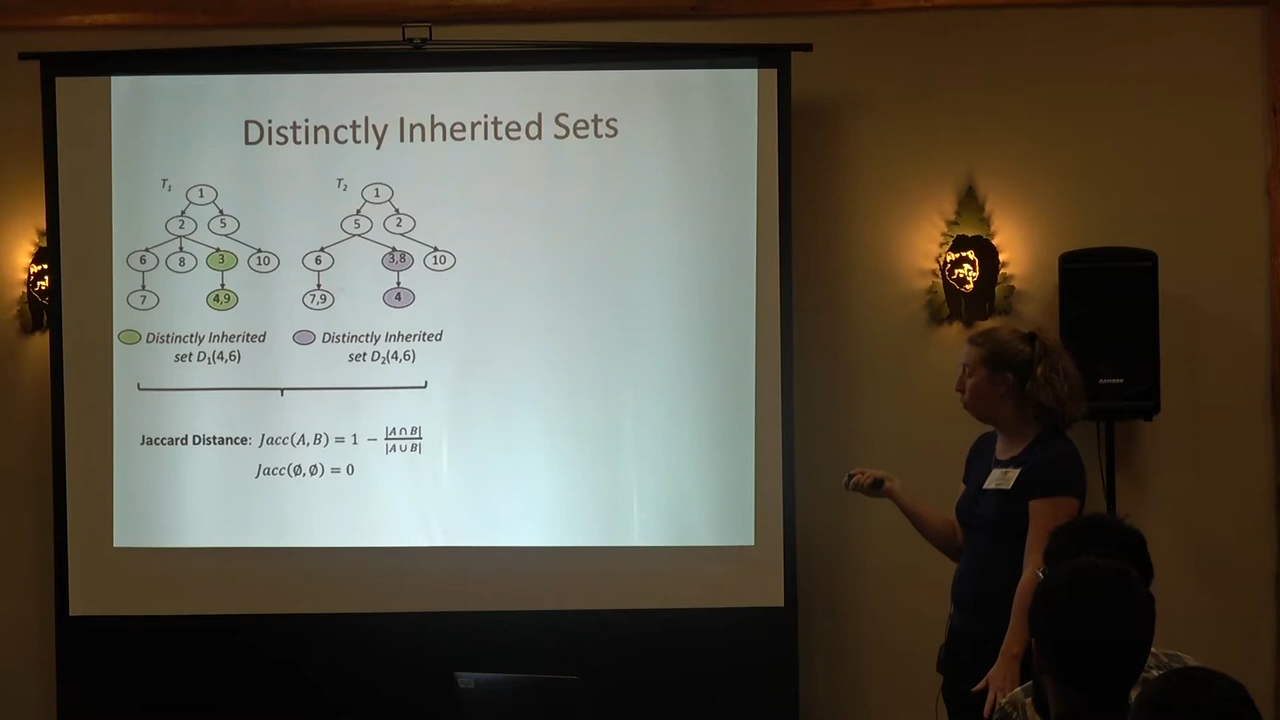 Distinctly Inherited Sets
T1 T2
1 1
2 5 5 2
6 8 3 10 6 3,8 10
7 4,9 7,9 4
Distinctly Inherited Distinctly Inherited
set D1(4,6) set D2(4,6)
Jaccard Distance: Jacc(A, B) = 1 − |A ∩ B| / |A ∪ B|
Jacc(∅, ∅) = 0
SAMSON